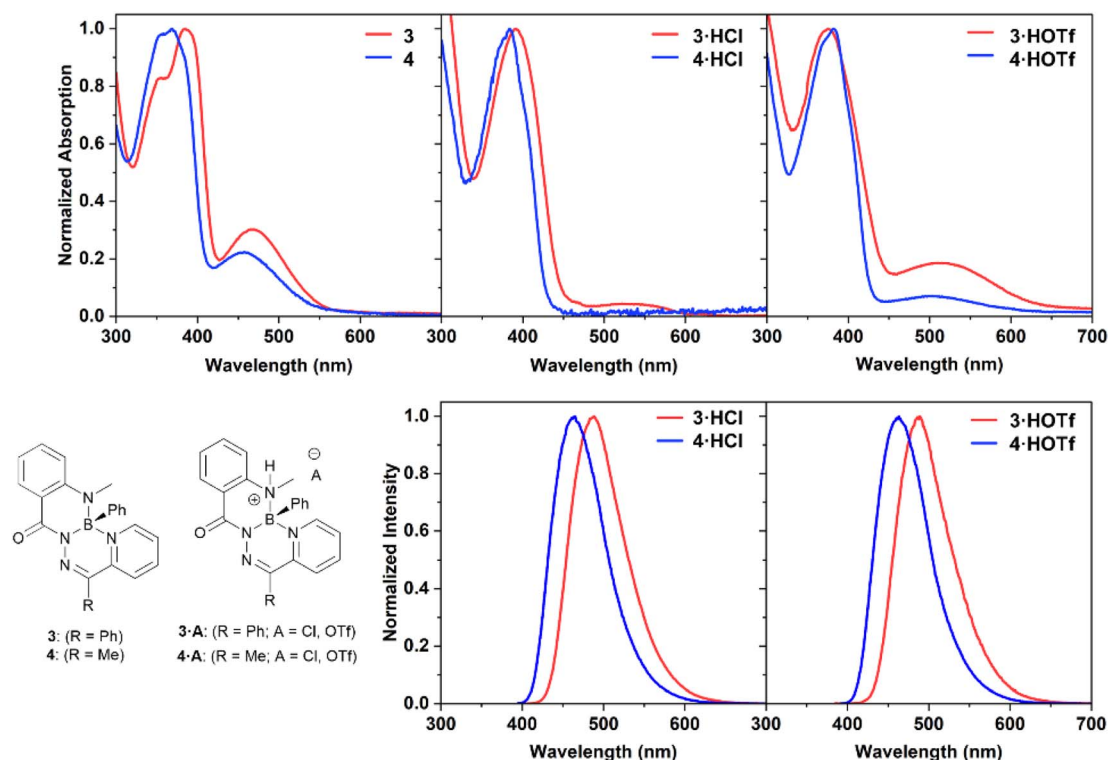 Normalized Absorption
1.0
0.8
0.6
0.4
0.2
0.0
3
4
3·HCl
4·HCl
3·HOTf
4·HOTf
300 400 500 600 300 400 500 600 300 400 500 600 700
Wavelength (nm) Wavelength (nm) Wavelength (nm)
N
B
Ph
O
N
N
N
R
3: (R = Ph)
4: (R = Me)
H
⊖
A
N
⊕
B
Ph
O
N
N
N
R
3·A: (R = Ph; A = Cl, OTf)
4·A: (R = Me; A = Cl, OTf)
Normalized Intensity
1.0
0.8
0.6
0.4
0.2
0.0
3·HCl
4·HCl
3·HOTf
4·HOTf
300 400 500 600 300 400 500 600 700
Wavelength (nm) Wavelength (nm)